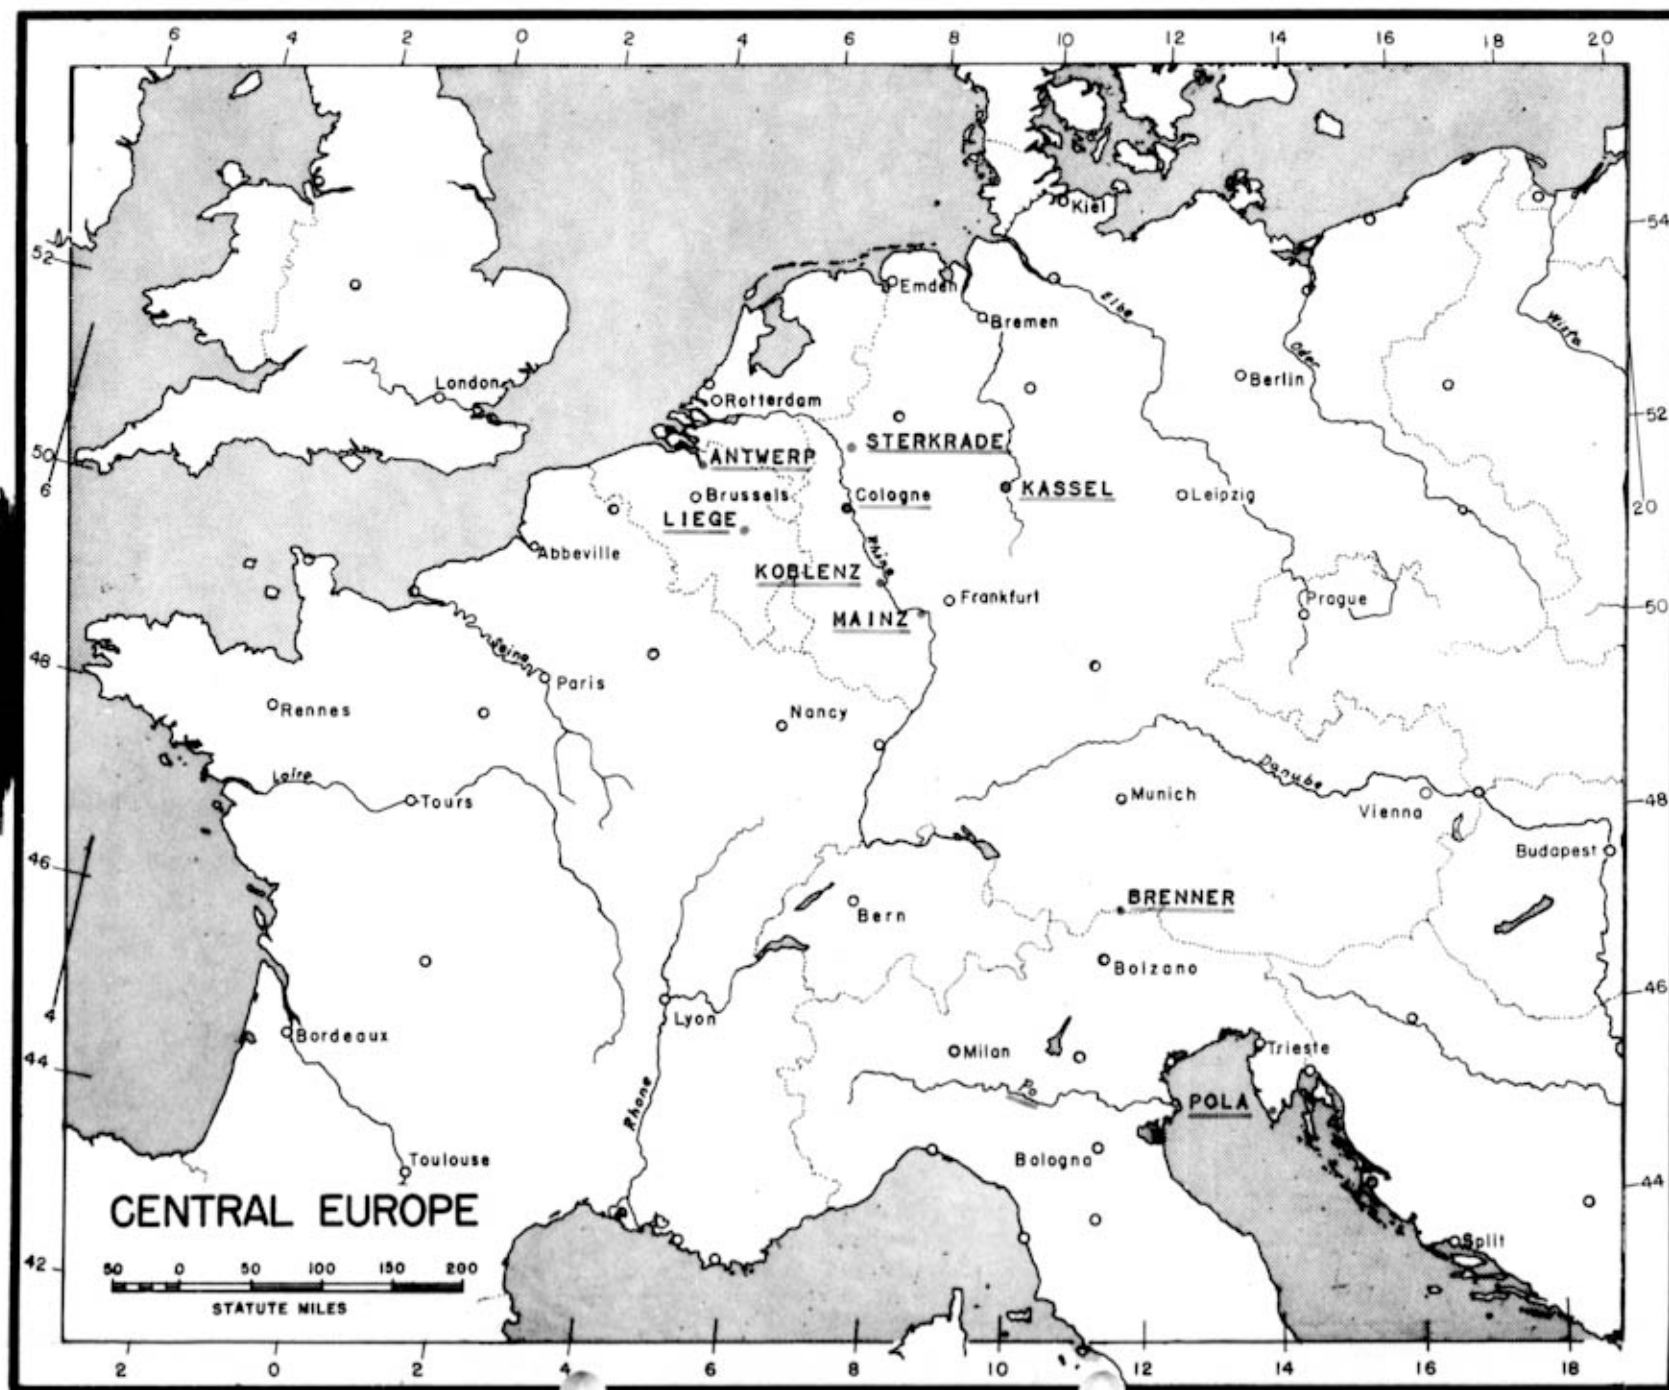 6 4 2 0 2 4 6 8 10 12 14 16 18 20
Kiel
54
52
Emden
Elbe
Bremen
Wisła
Oder
London
Berlin
Rotterdam
52
50
STERKRADE
ANTWERP
6
Brussels
Cologne
KASSEL
Leipzig
20
LIEGE
Abbeville
Rhine
KOBLENZ
Frankfurt
Prague
50
MAINZ
48
Seine
Paris
Rennes
Nancy
Loire
Danube
Tours
Munich
48
Vienna
46
Budapest
BRENNER
Bern
Bolzano
46
4
Lyon
Bordeaux
Milan
Trieste
44
Po
Rhone
POLA
Toulouse
Bologna
44
CENTRAL EUROPE
Split
42
50 0 50 100 150 200
STATUTE MILES
2 0 2 4 6 8 10 12 14 16 18